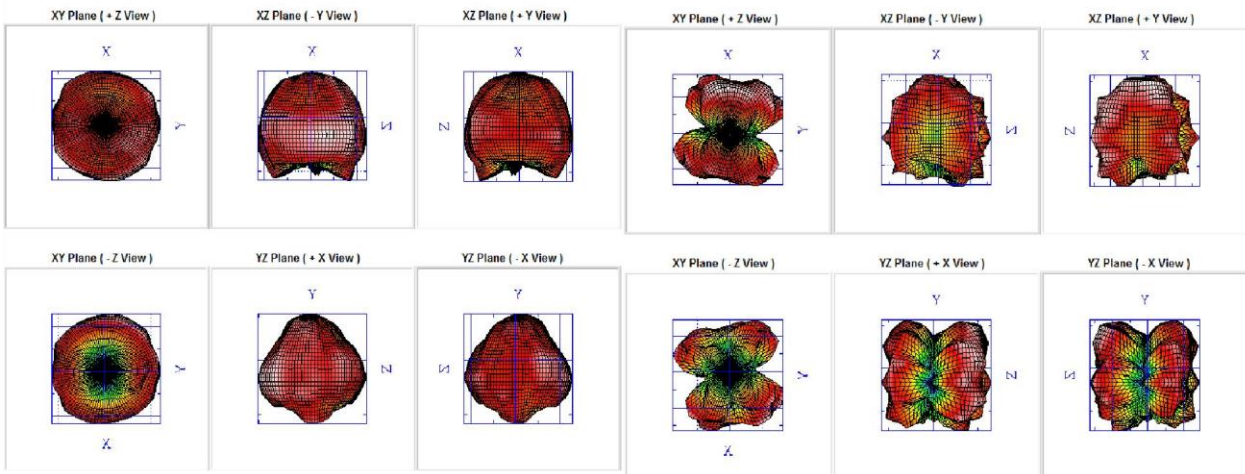 XY Plane ( + Z View )
X
Y
XZ Plane ( - Y View )
X
Z
XZ Plane ( + Y View )
X
Z
XY Plane ( + Z View )
X
Y
XZ Plane ( - Y View )
X
Z
XZ Plane ( + Y View )
X
Z
XY Plane ( - Z View )
Y
X
YZ Plane ( + X View )
Y
Z
YZ Plane ( - X View )
Y
Z
XY Plane ( - Z View )
Y
X
YZ Plane ( + X View )
Y
Z
YZ Plane ( - X View )
Y
Z